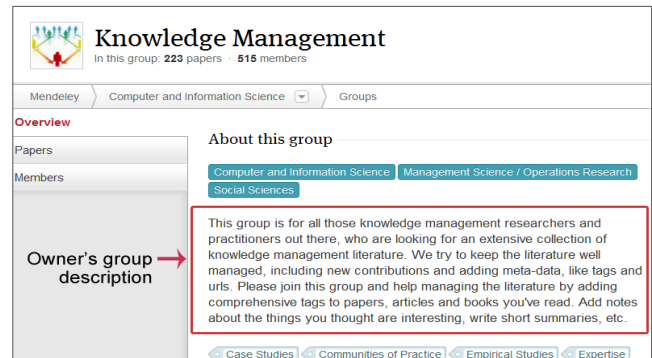 Knowledge Management
In this group: 223 papers · 515 members
Mendeley Computer and Information Science Groups
Overview
Papers
Members
About this group
Computer and Information Science Management Science / Operations Research
Social Sciences
This group is for all those knowledge management researchers and
practitioners out there, who are looking for an extensive collection of
knowledge management literature. We try to keep the literature well
managed, including new contributions and adding meta-data, like tags and
urls. Please join this group and help managing the literature by adding
comprehensive tags to papers, articles and books you've read. Add notes
about the things you thought are interesting, write short summaries, etc.
Owner's group
description
Case Studies Communities of Practice Empirical Studies Expertise